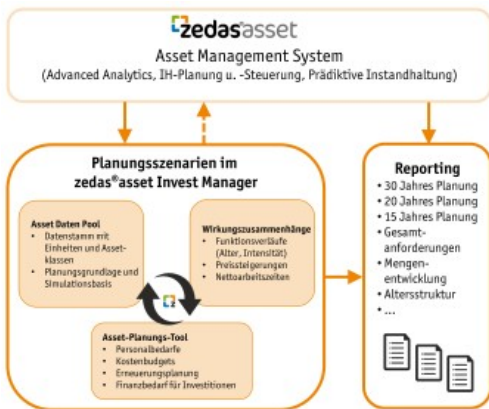 zedas®asset
Asset Management System
(Advanced Analytics, IH-Planung u. -Steuerung, Prädiktive Instandhaltung)
Planungsszenarien im
zedas®asset Invest Manager
Asset Daten Pool
• Datenstamm mit
Einheiten und Asset-
klassen
• Planungsgrundlage und
Simulationsbasis
Wirkungszusammenhänge
• Funktionsverläufe
(Alter, Intensität)
• Preissteigerungen
• Nettoarbeitszeiten
Asset-Planungs-Tool
• Personalbedarfe
• Kostenbudgets
• Erneuerungsplanung
• Finanzbedarf für Investitionen
Reporting
• 30 Jahres Planung
• 20 Jahres Planung
• 15 Jahres Planung
• Gesamt-
anforderungen
• Mengen-
entwicklung
• Altersstruktur
• ...